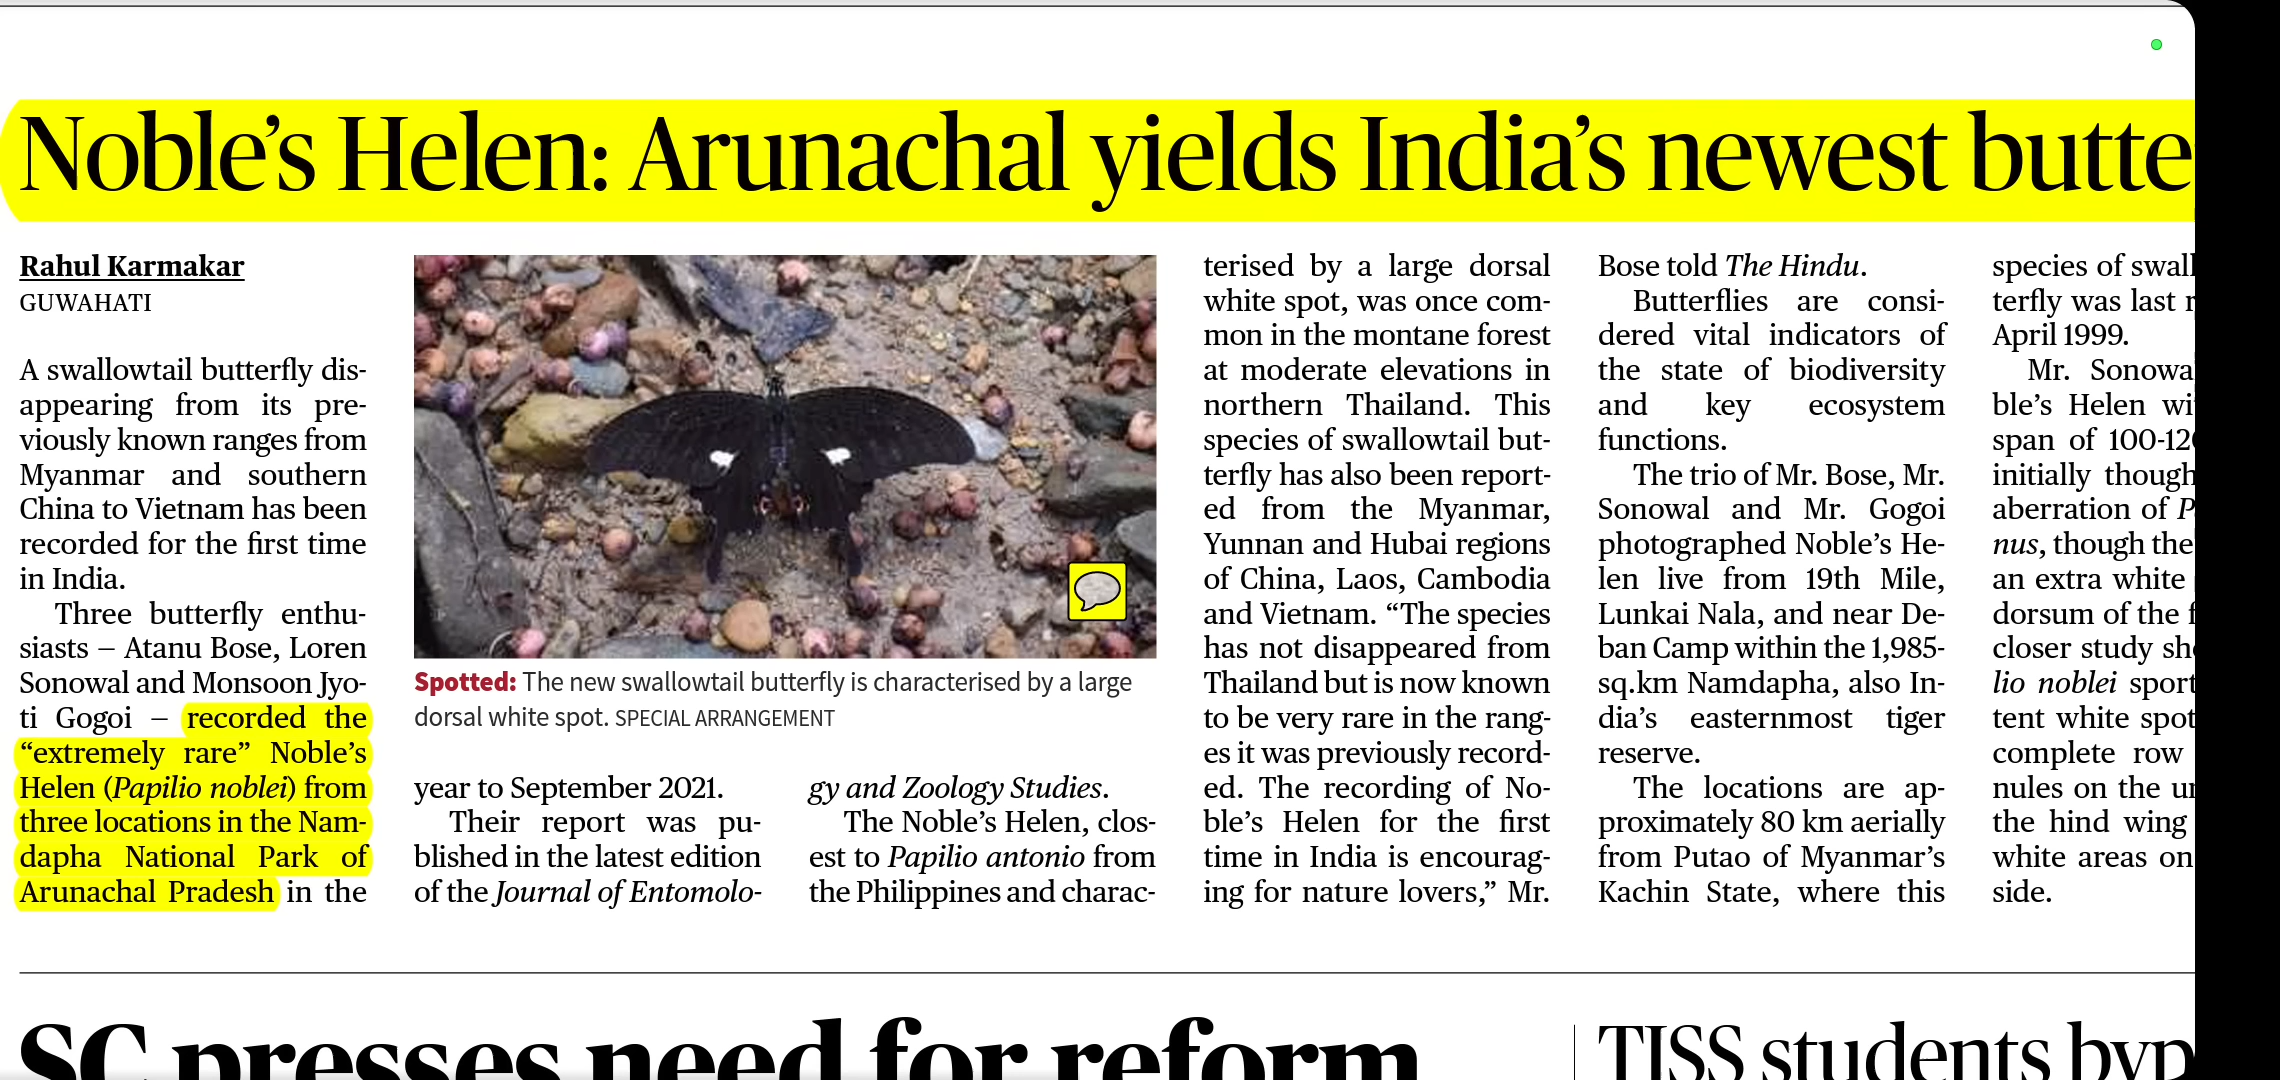 Noble’s Helen: Arunachal yields India’s newest
Rahul Karmakar
GUWAHATI
A swallowtail butterfly dis-
appearing from its pre-
viously known ranges from
Myanmar and southern
China to Vietnam has been
recorded for the first time
in India.
Three butterfly enthu-
siasts – Atanu Bose, Loren
Sonowal and Monsoon Jyo-
ti Gogoi – recorded the
“extremely rare” Noble’s
Helen (Papilio noblei) from
three locations in the Nam-
dapha National Park of
Arunachal Pradesh in the
Spotted: The new swallowtail butterfly is characterised by a large
dorsal white spot. SPECIAL ARRANGEMENT
year to September 2021.
Their report was pu-
blished in the latest edition
of the Journal of Entomolo-
gy and Zoology Studies.
The Noble’s Helen, clos-
est to Papilio antonio from
the Philippines and charac-
terised by a large dorsal
white spot, was once com-
mon in the montane forest
at moderate elevations in
northern Thailand. This
species of swallowtail but-
terfly has also been report-
ed from the Myanmar,
Yunnan and Hubai regions
of China, Laos, Cambodia
and Vietnam. “The species
has not disappeared from
Thailand but is now known
to be very rare in the rang-
es it was previously record-
ed. The recording of No-
ble’s Helen for the first
time in India is encourag-
ing for nature lovers,” Mr.
Bose told The Hindu.
Butterflies are consi-
dered vital indicators of
the state of biodiversity
and key ecosystem
functions.
The trio of Mr. Bose, Mr.
Sonowal and Mr. Gogoi
photographed Noble’s He-
len live from 19th Mile,
Lunkai Nala, and near De-
ban Camp within the 1,985-
sq.km Namdapha, also In-
dia’s easternmost tiger
reserve.
The locations are ap-
proximately 80 km aerially
from Putao of Myanmar’s
Kachin State, where this
species of
terfly was last
April 1999.
Mr.
ble’s Helen
span of
initially
aberration of
nus, though the
an extra white
dorsum of the
closer study
lio noblei
tent white spot
complete row
nules on the
the hind wing
white areas on
side.
SC presses need for reform
TISS students